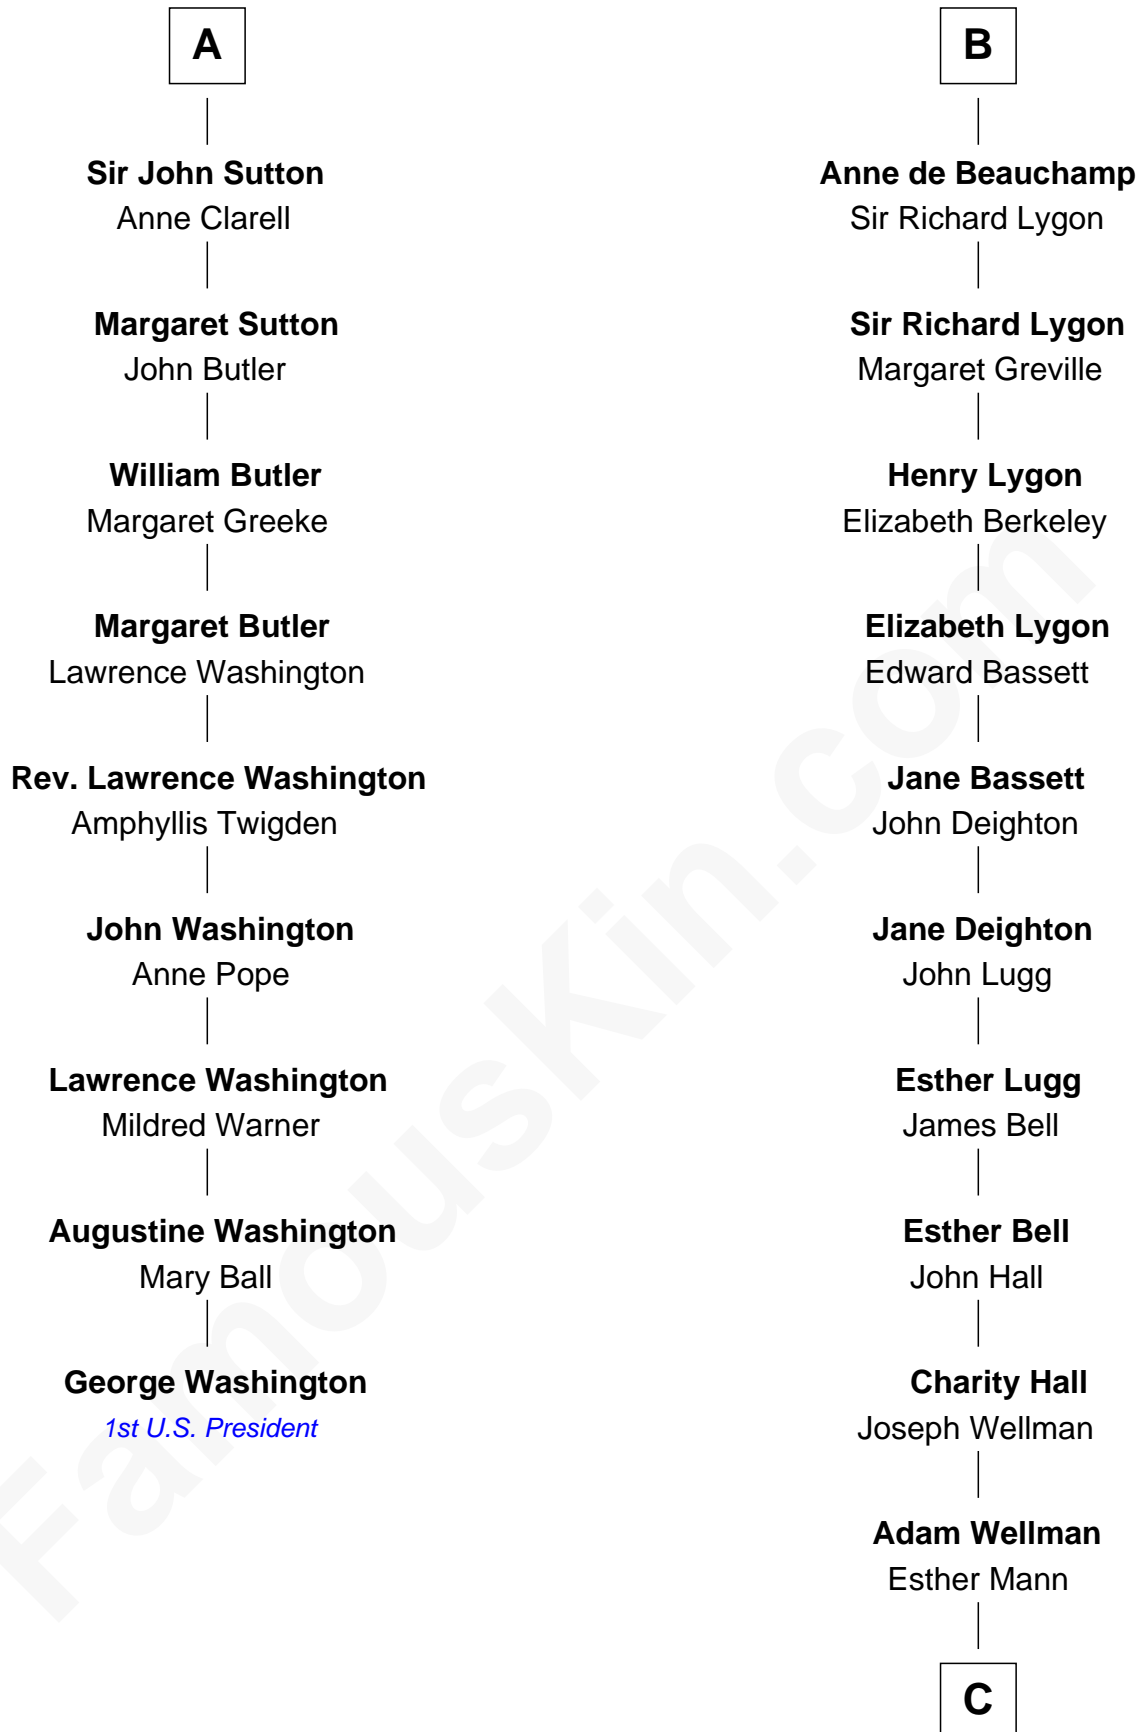 A
Sir John Sutton
Anne Clarell
Margaret Sutton
John Butler
William Butler
Margaret Greeke
Margaret Butler
Lawrence Washington
Rev. Lawrence Washington
Amphyllis Twigden
John Washington
Anne Pope
Lawrence Washington
Mildred Warner
Augustine Washington
Mary Ball
George Washington
1st U.S. President
B
Anne de Beauchamp
Sir Richard Lygon
Sir Richard Lygon
Margaret Greville
Henry Lygon
Elizabeth Berkeley
Elizabeth Lygon
Edward Bassett
Jane Bassett
John Deighton
Jane Deighton
John Lugg
Esther Lugg
James Bell
Esther Bell
John Hall
Charity Hall
Joseph Wellman
Adam Wellman
Esther Mann
C
FamousKin.com